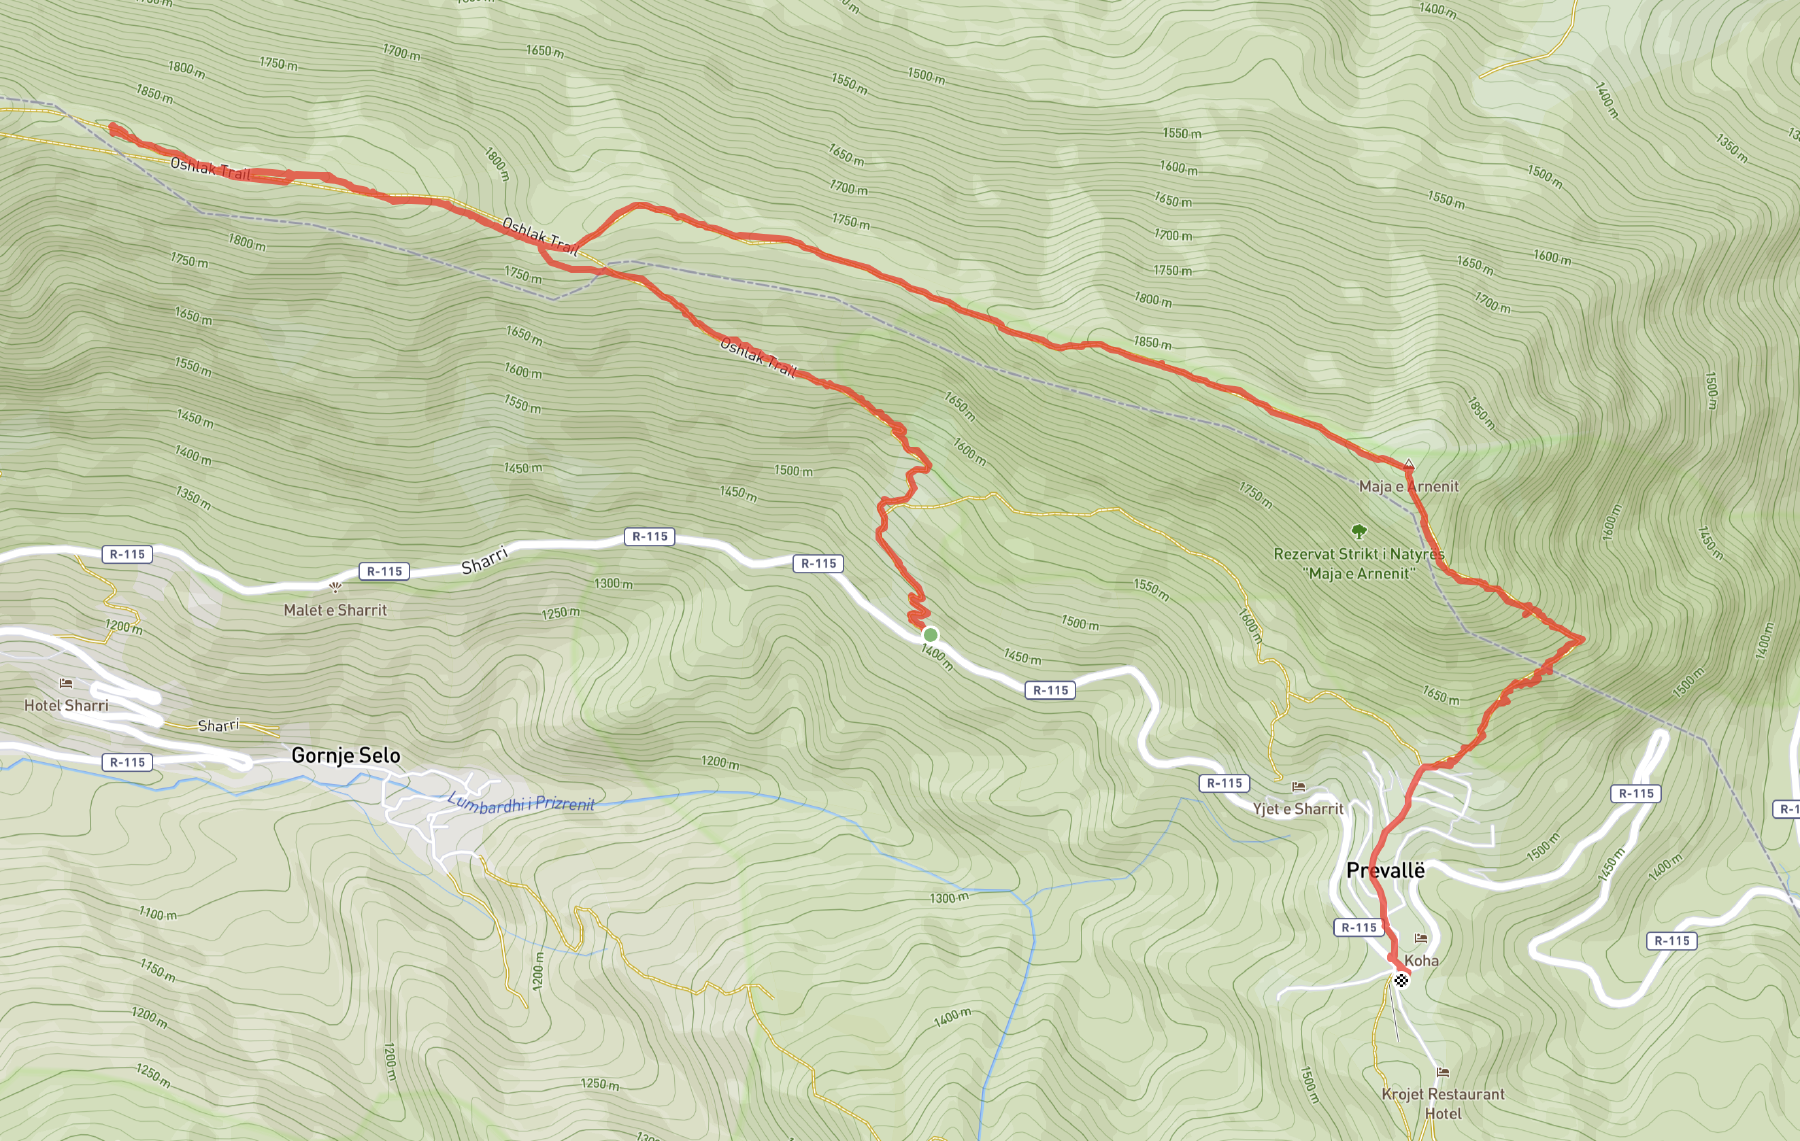 1850 m
1650 m
1700 m
1650 m
1750 m
1800 m
1500 m
1400 m
1850 m
1550 m
1400 m
1550 m
1350 m
1800 m
1650 m
1600 m
1500 m
Oshlak Trail
1700 m
1650 m
1550 m
1750 m
Oshlak Trail
1700 m
1800 m
1750 m
1750 m
1750 m
1600 m
1650 m
1800 m
1700 m
1650 m
1650 m
1850 m
Oshlak Trail
1550 m
1600 m
1500 m
1550 m
1650 m
1850 m
1450 m
1600 m
1400 m
1450 m
1500 m
Maja e Arnenit
1350 m
1450 m
1750 m
1600 m
1450 m
R-115
R-115
R-115
R-115
Sharri
Rezervat Strikt i Natyrës
"Maja e Arnenit"
Malet e Sharrit
1300 m
1250 m
1550 m
1200 m
1500 m
1600 m
1400 m
1400 m
1450 m
R-115
1650 m
1500 m
Hotel Sharri
Sharri
Gornje Selo
R-115
1200 m
R-115
R-115
R-1
Lumbardhi i Prizrenit
Yjet e Sharrit
1500 m
1450 m
1400 m
Prevallë
1300 m
1100 m
R-115
R-115
Koha
1150 m
1200 m
1200 m
1400 m
1200 m
1250 m
1250 m
1500 m
Krojet Restaurant
Hotel